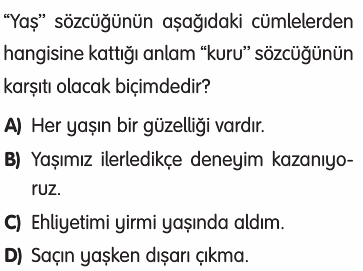 "Yaş" sözcüğünün aşağıdaki cümlelerden
hangisine kattığı anlam "kuru" sözcüğünün
karşıtı olacak biçimdedir?
A) Her yaşın bir güzelliği vardır.
B) Yaşımız ilerledikçe deneyim kazanıyo-
ruz.
C) Ehliyetimi yirmi yaşında aldım.
D) Saçın yaşken dışarı çıkma.